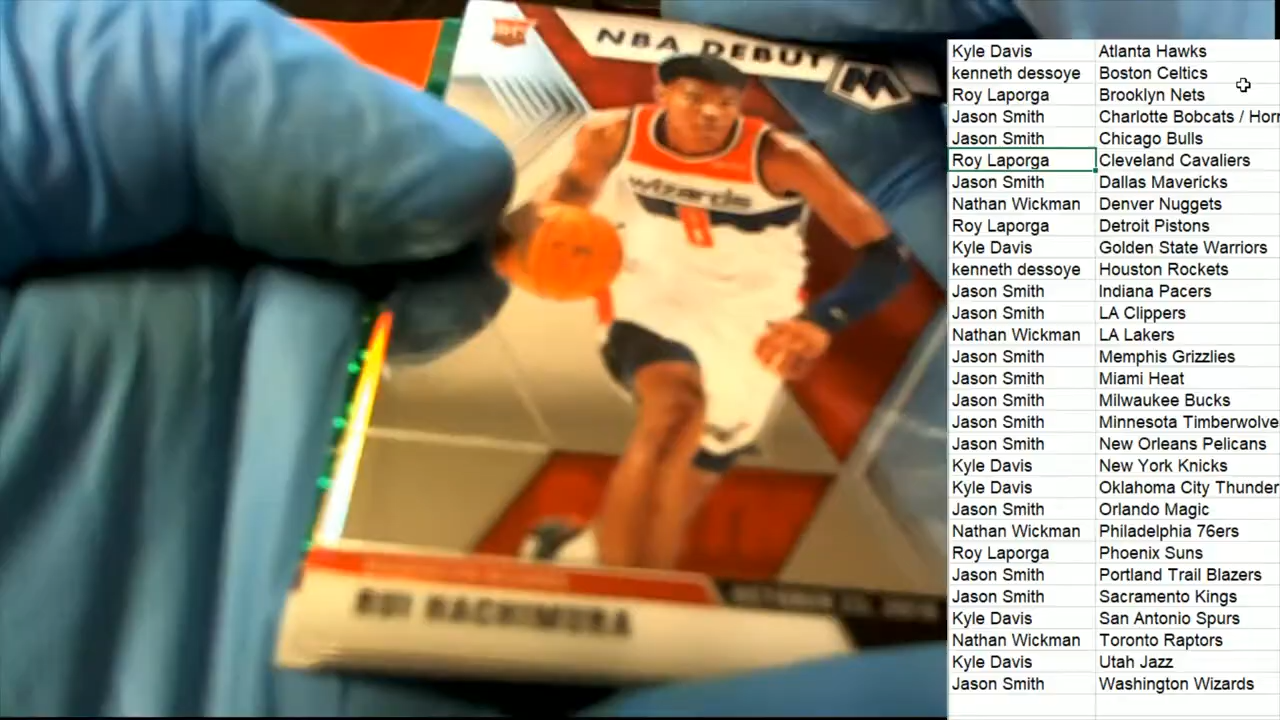 RC
NBA DEBUT
M
wizards
8
RUI HACHIMURA
Kyle Davis Atlanta Hawks
kenneth dessoye Boston Celtics
Roy Laporga Brooklyn Nets
Jason Smith Charlotte Bobcats / Horr
Jason Smith Chicago Bulls
Roy Laporga Cleveland Cavaliers
Jason Smith Dallas Mavericks
Nathan Wickman Denver Nuggets
Roy Laporga Detroit Pistons
Kyle Davis Golden State Warriors
kenneth dessoye Houston Rockets
Jason Smith Indiana Pacers
Jason Smith LA Clippers
Nathan Wickman LA Lakers
Jason Smith Memphis Grizzlies
Jason Smith Miami Heat
Jason Smith Milwaukee Bucks
Jason Smith Minnesota Timberwolve
Jason Smith New Orleans Pelicans
Kyle Davis New York Knicks
Kyle Davis Oklahoma City Thunder
Jason Smith Orlando Magic
Nathan Wickman Philadelphia 76ers
Roy Laporga Phoenix Suns
Jason Smith Portland Trail Blazers
Jason Smith Sacramento Kings
Kyle Davis San Antonio Spurs
Nathan Wickman Toronto Raptors
Kyle Davis Utah Jazz
Jason Smith Washington Wizards